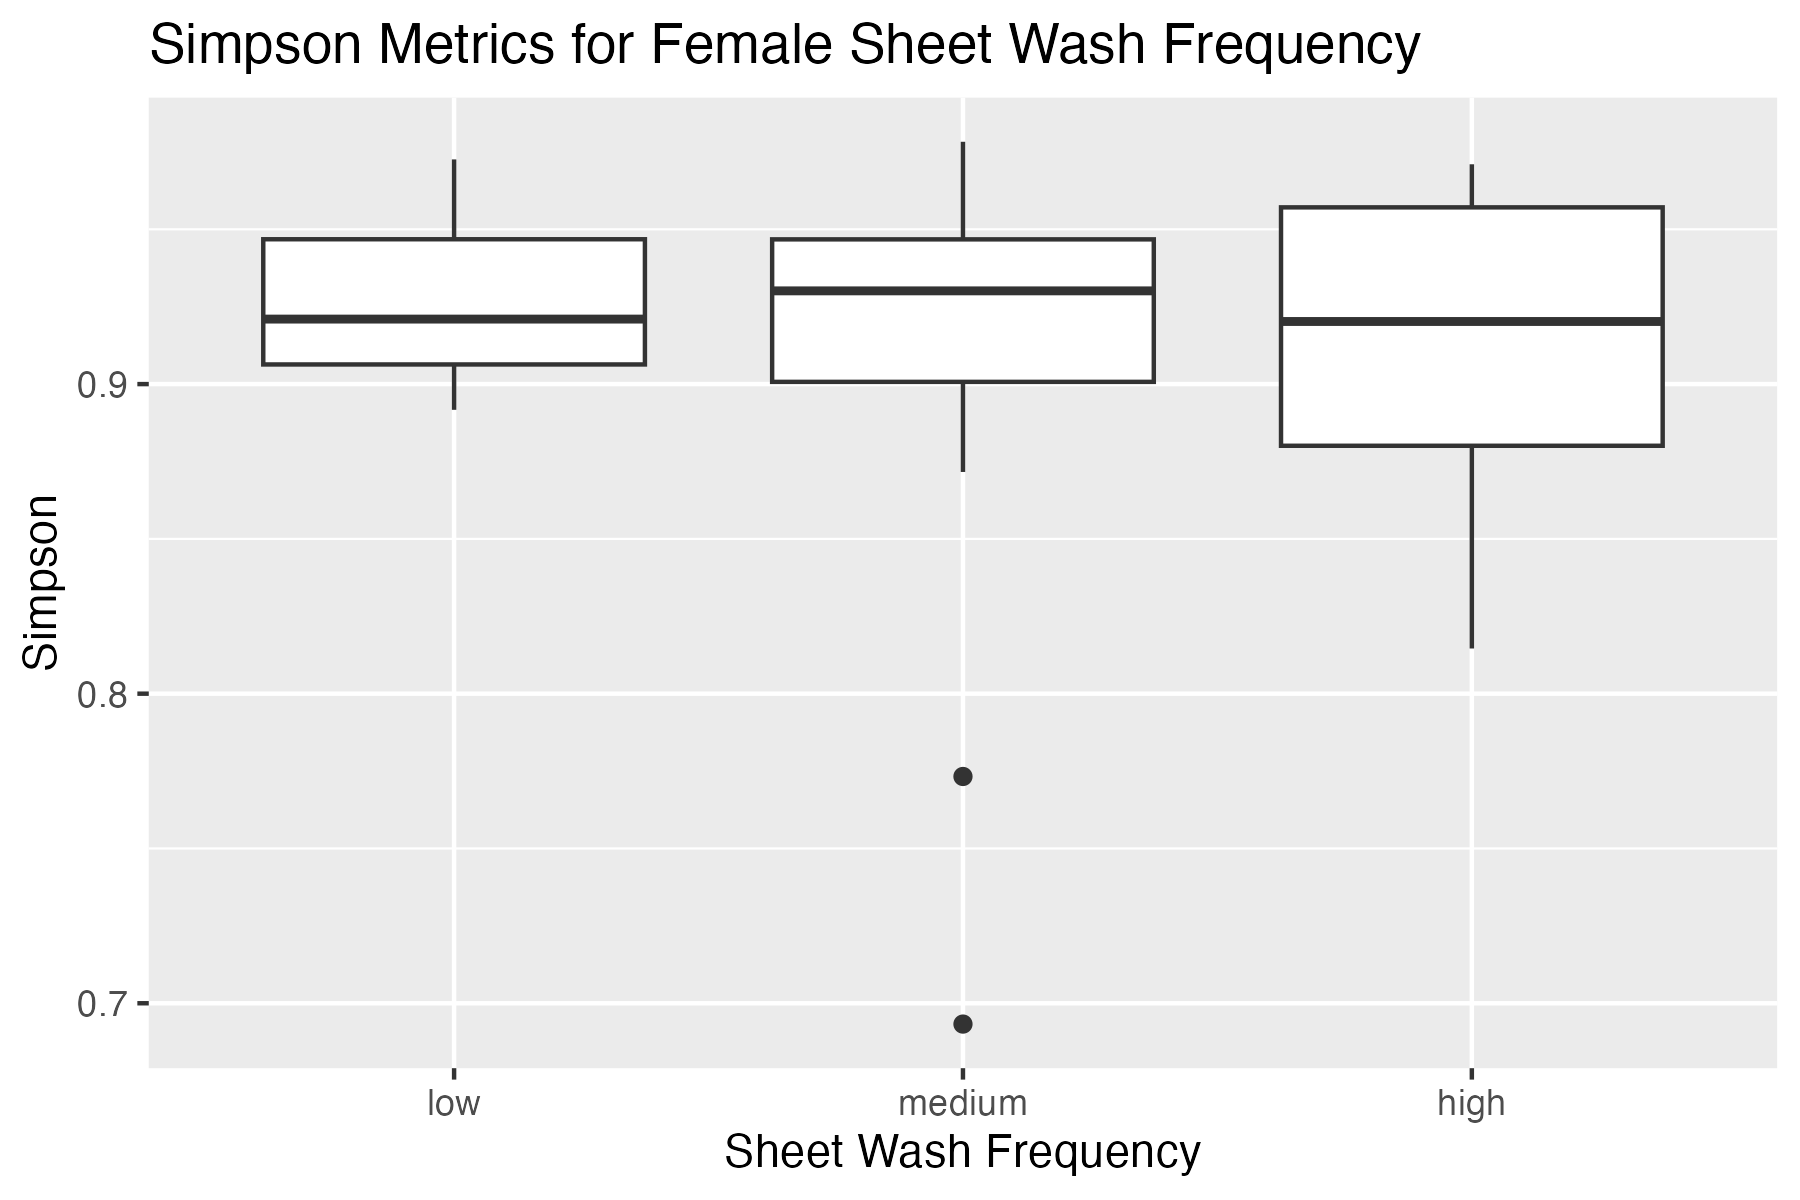 Simpson Metrics for Female Sheet Wash Frequency
Simpson
0.9
0.8
0.7
low
medium
high
Sheet Wash Frequency